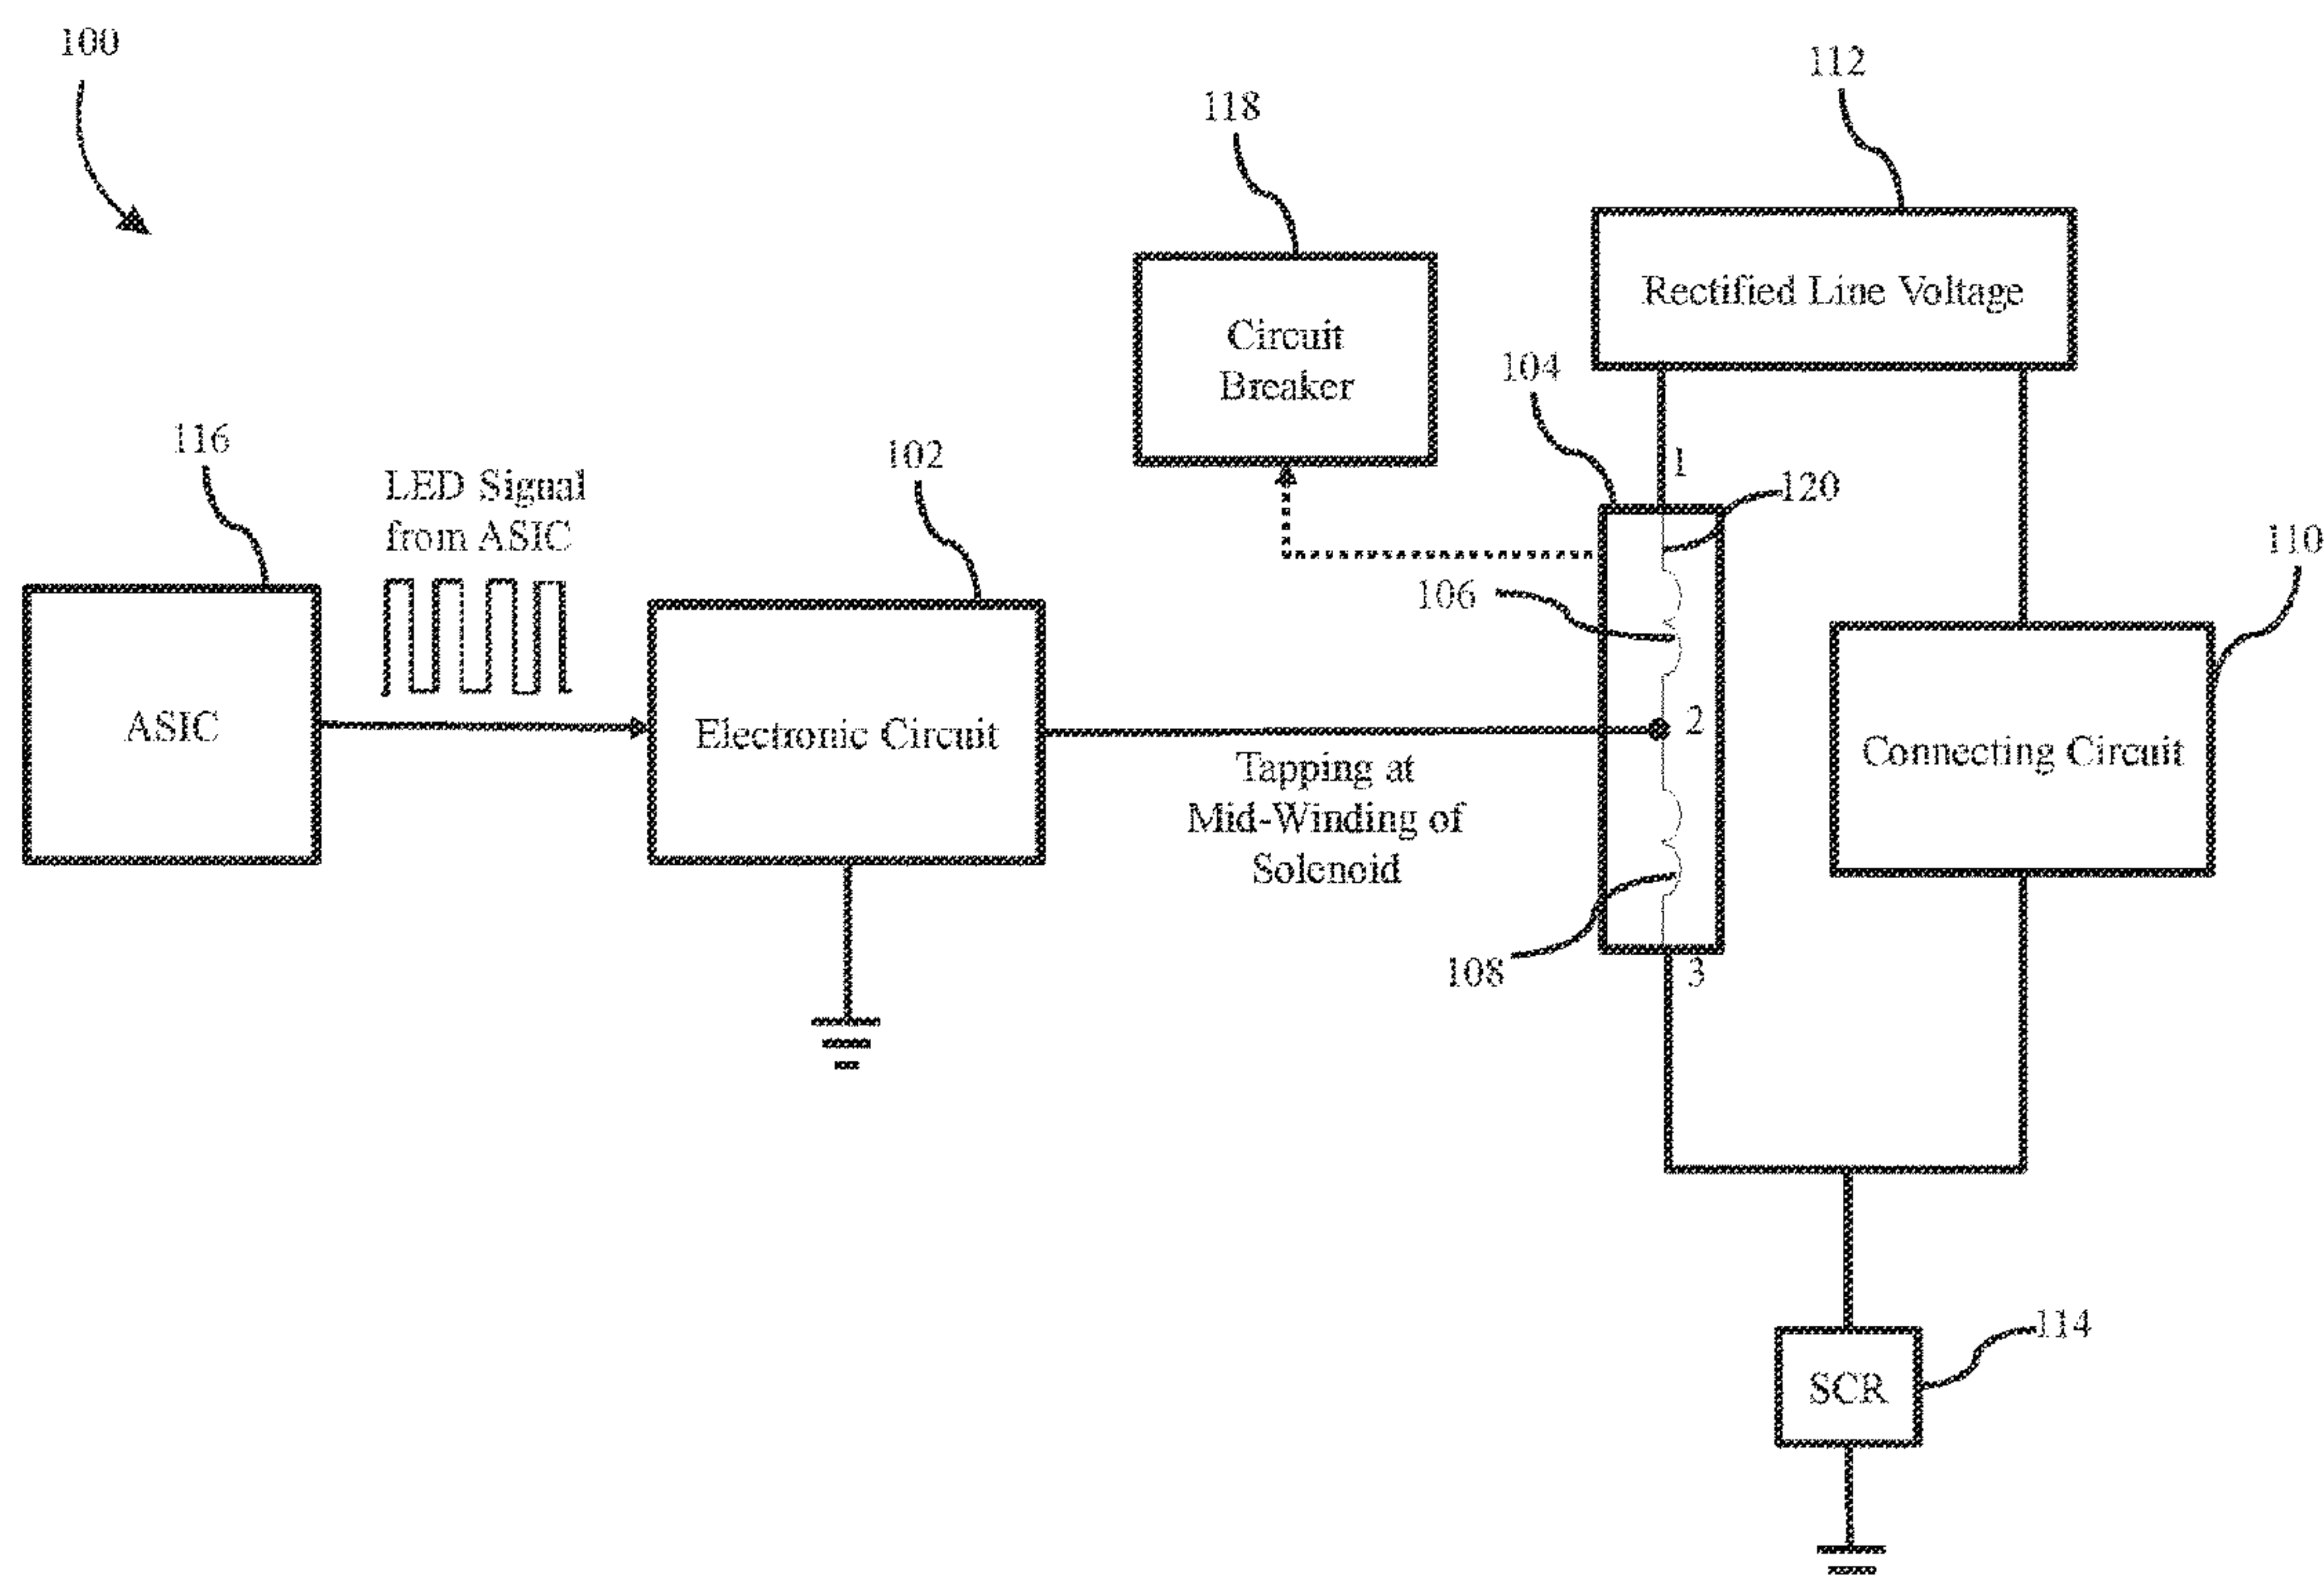 100
112
118
Rectified Line Voltage
Circuit
Breaker
104
116
102
LED Signal
from ASIC
1
120
110
106
ASIC
Electronic Circuit
2
Connecting Circuit
Tapping at
Mid-Winding of
Solenoid
108
3
114
SCR